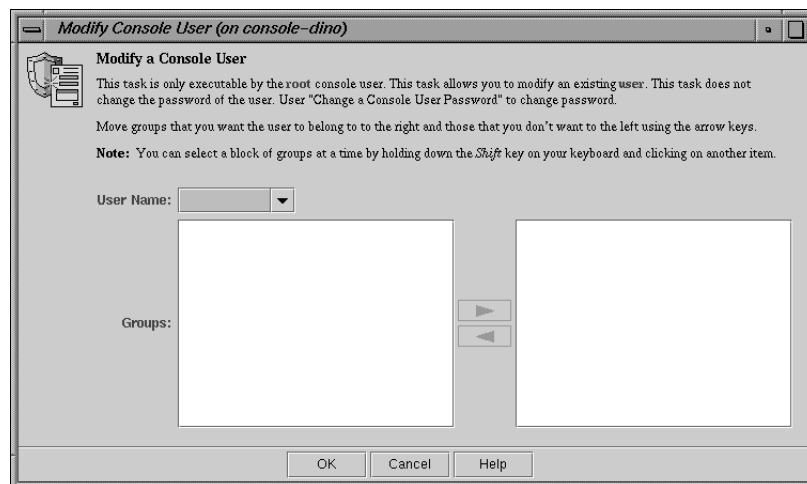 Modify Console User (on console-dino)
Modify a Console User
This task is only executable by the root console user. This task allows you to modify an existing user. This task does not
change the password of the user. User "Change a Console User Password" to change password.
Move groups that you want the user to belong to to the right and those that you don't want to the left using the arrow keys.
Note: You can select a block of groups at a time by holding down the Shift key on your keyboard and clicking on another item.
User Name:
Groups:
OK Cancel Help